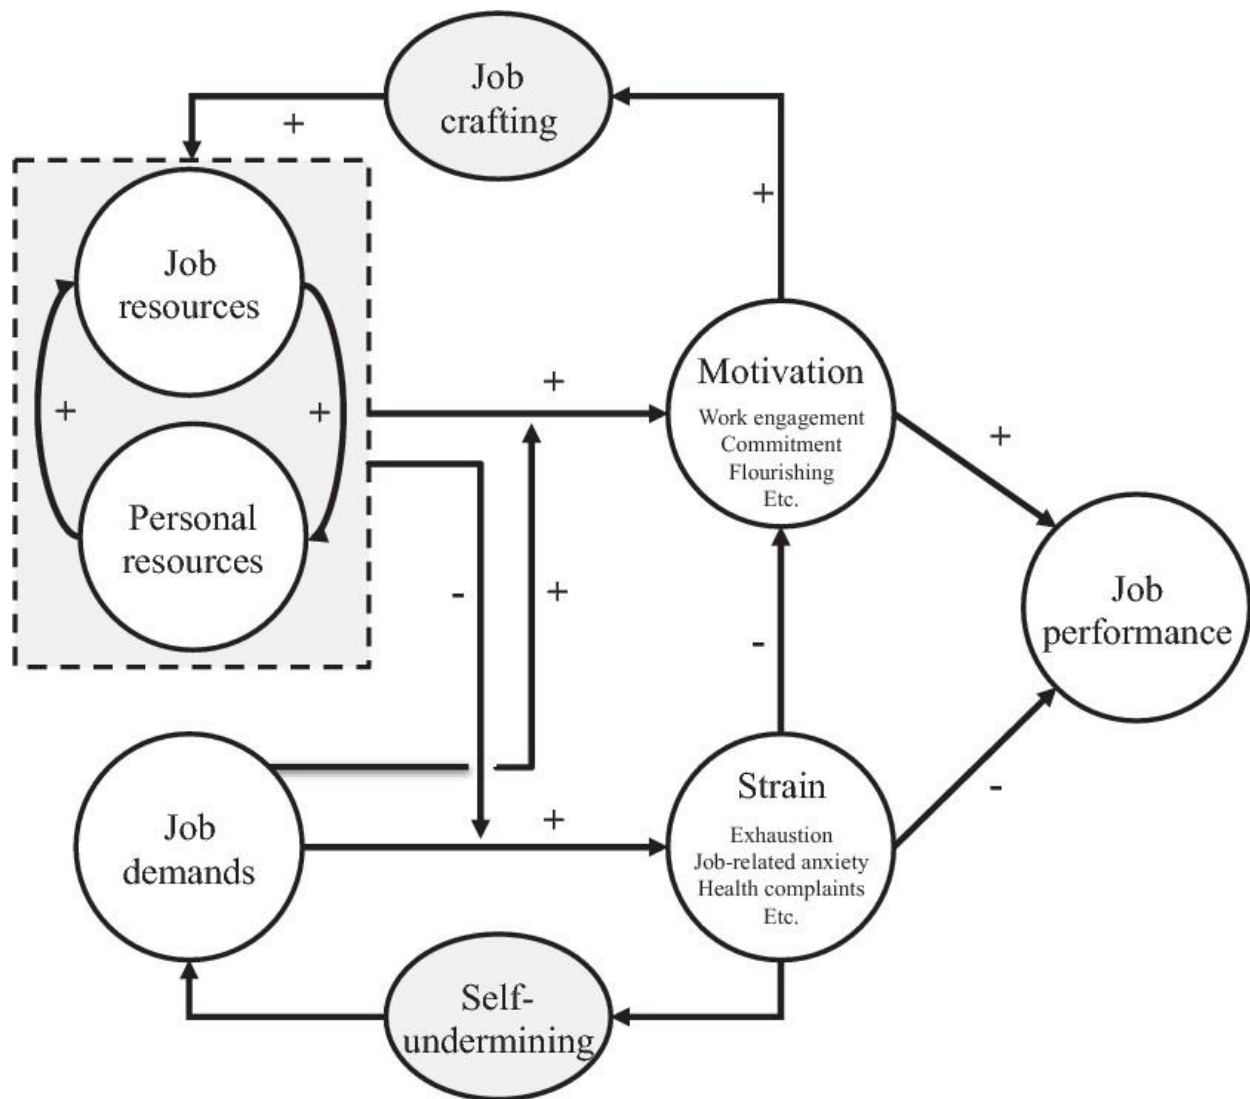 Job
crafting
+
+
Job
resources
+
+
Personal
resources
+
Motivation
Work engagement
Commitment
Flourishing
Etc.
+
-
+
-
Job
performance
Job
demands
+
Strain
Exhaustion
Job-related anxiety
Health complaints
Etc.
-
Self-
undermining